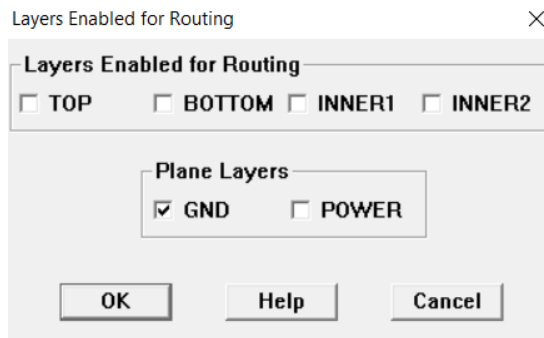 Layers Enabled for Routing
Layers Enabled for Routing
TOP BOTTOM INNER1 INNER2
Plane Layers
GND POWER
OK Help Cancel